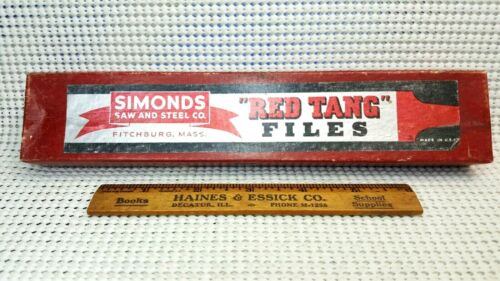 SIMONDS
SAW AND STEEL CO.
FITCHBURG, MASS.
"RED TANG"
FILES
MADE IN U.S.A.
Books
HAINES & ESSICK CO.
DECATUR, ILL. PHONE M-1255
School
Supplies